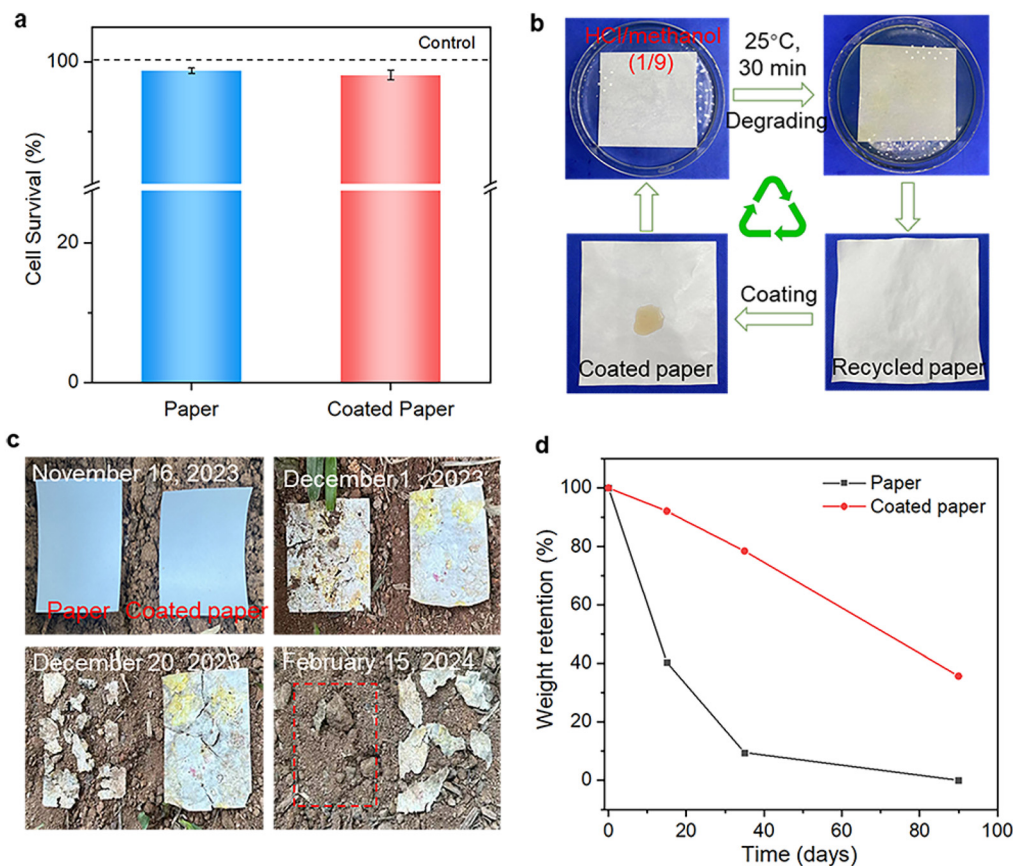 a
Control
100
20
0
Cell Survival (%)
Paper
Coated Paper
b
HCl/methanol
(1/9)
25°C,
30 min
Degrading
Coating
Coated paper
Recycled paper
c
November 16, 2023
Paper
Coated paper
December 1, 2023
December 20, 2023
February 15, 2024
d
Paper
Coated paper
100
80
60
40
20
0
Weight retention (%)
0
20
40
60
80
100
Time (days)